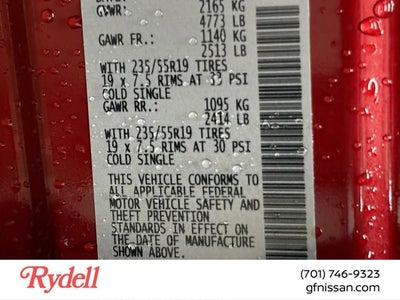 GVWR: 2165 KG
4773 LB
GAWR FR.: 1140 KG
2513 LB
WITH 235/55R19 TIRES
19 x 7.5 RIMS AT 33 PSI
COLD SINGLE
GAWR RR.: 1095 KG
2414 LB
WITH 235/55R19 TIRES
19 x 7.5 RIMS AT 30 PSI
COLD SINGLE
THIS VEHICLE CONFORMS TO
ALL APPLICABLE FEDERAL
MOTOR VEHICLE SAFETY AND
THEFT PREVENTION
STANDARDS IN EFFECT ON
THE DATE OF MANUFACTURE
SHOWN ABOVE.
Rydell
(701) 746-9323
gfnissan.com